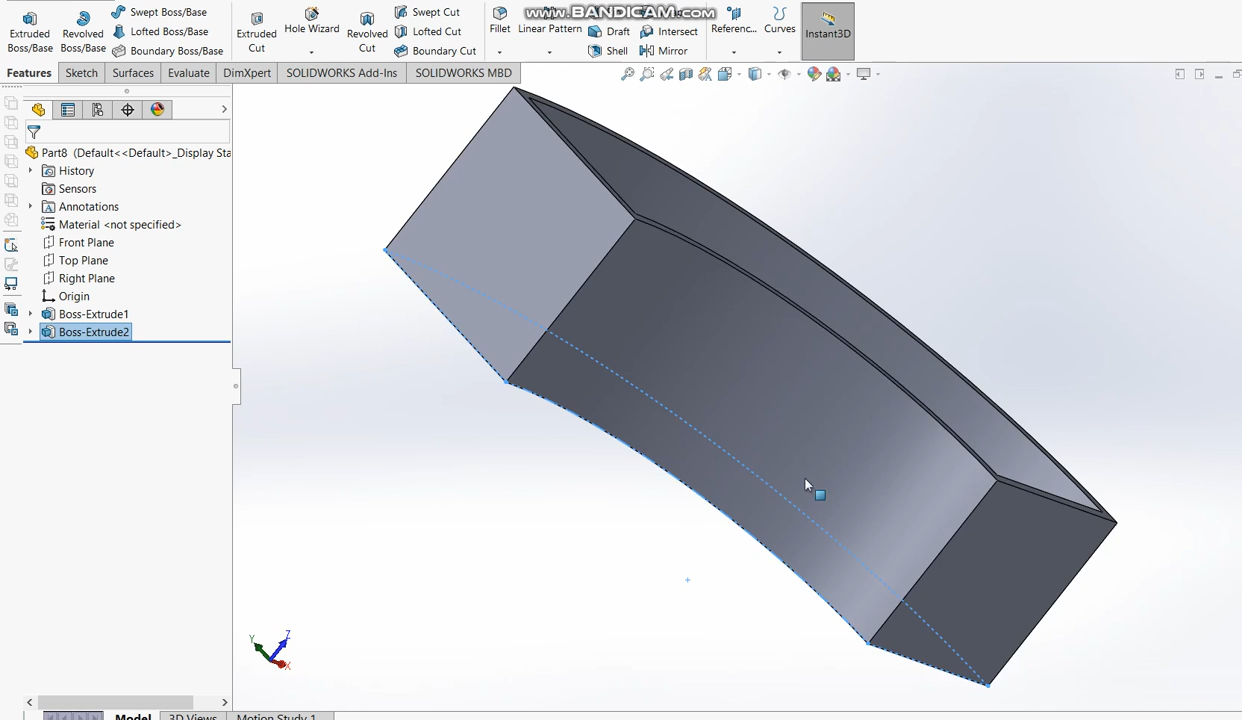 www.BANDICAM.com
Extruded Boss/Base
Revolved Boss/Base
Swept Boss/Base
Lofted Boss/Base
Boundary Boss/Base
Extruded Cut
Hole Wizard
Revolved Cut
Swept Cut
Lofted Cut
Boundary Cut
Fillet
Linear Pattern
Draft
Shell
Intersect
Mirror
Referenc...
Curves
Instant3D
Features
Sketch
Surfaces
Evaluate
DimXpert
SOLIDWORKS Add-Ins
SOLIDWORKS MBD
Part8 (Default<<Default>_Display Sta
History
Sensors
Annotations
Material <not specified>
Front Plane
Top Plane
Right Plane
Origin
Boss-Extrude1
Boss-Extrude2
Y
Z
X
Model
3D Views
Motion Study 1